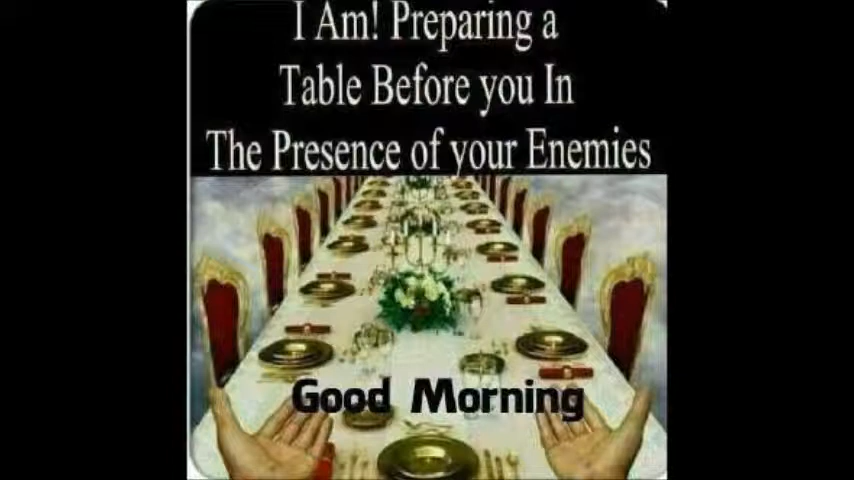 I Am! Preparing a
Table Before you In
The Presence of your Enemies
Good Morning